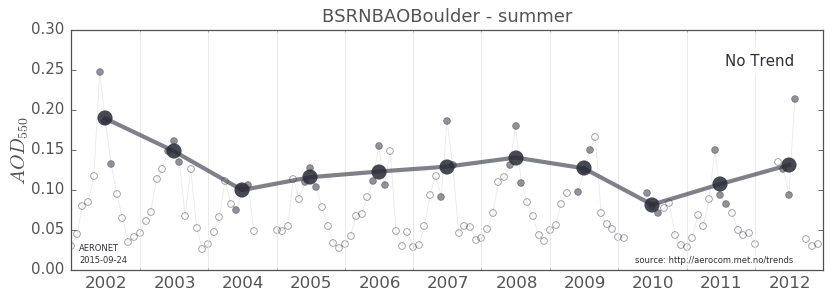 BSRNBAOBoulder - summer
0.30
0.25
0.20
0.15
0.10
0.05
0.00
AOD550
No Trend
AERONET
2015-09-24
source: http://aerocom.met.no/trends
2002 2003 2004 2005 2006 2007 2008 2009 2010 2011 2012